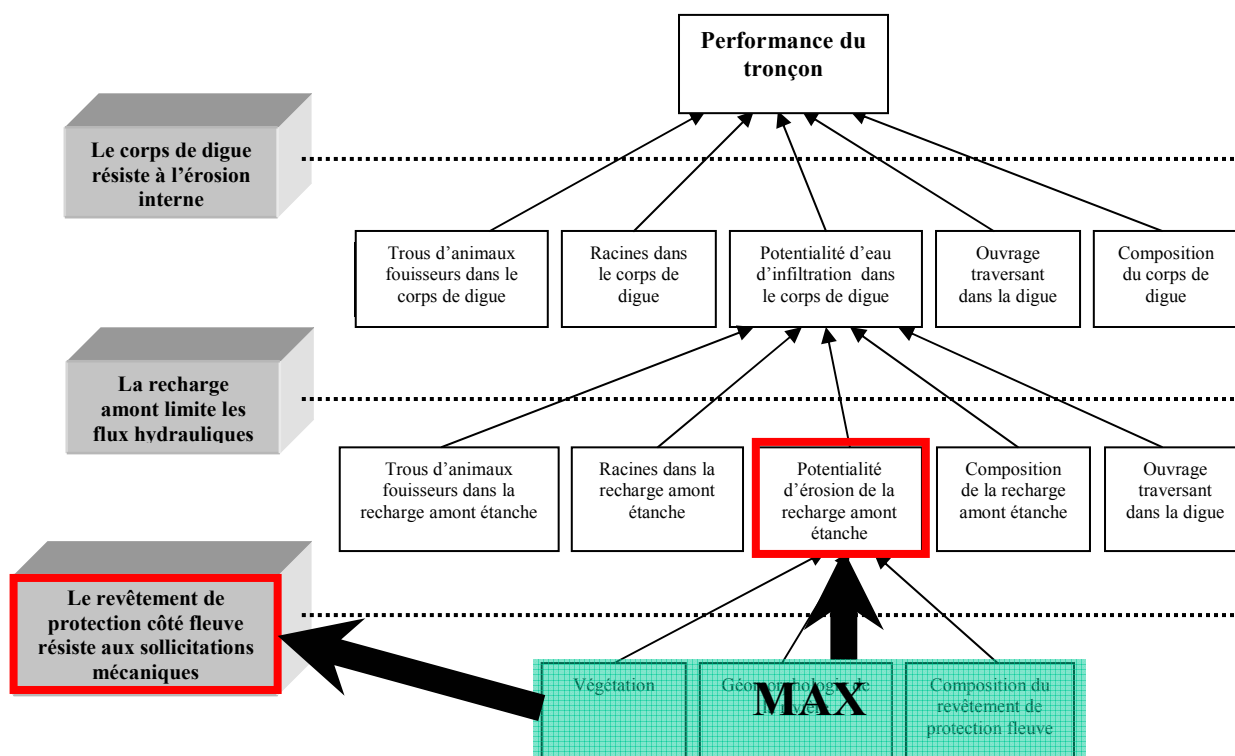 Performance du
tronçon
Le corps de digue
résiste à l'érosion
interne
Trous d'animaux
fouisseurs dans le
corps de digue
Racines dans
le corps de
digue
Potentialité d'eau
d'infiltration dans
le corps de digue
Ouvrage
traversant
dans la digue
Composition
du corps de
digue
La recharge
amont limite les
flux hydrauliques
Trous d'animaux
fouisseurs dans la
recharge amont étanche
Racines dans la
recharge amont
étanche
Potentialité
d'érosion de la
recharge amont
étanche
Composition
de la recharge
amont étanche
Ouvrage
traversant
dans la digue
Le revêtement de
protection côté fleuve
résiste aux sollicitations
mécaniques
Végétation
Géomorphologie de
MAX
Composition du
revêtement de
protection fleuve